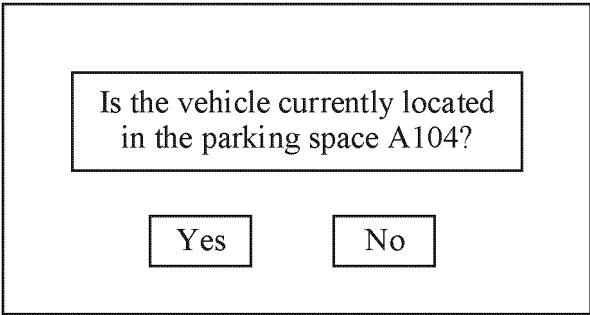 Is the vehicle currently located
in the parking space A104?
Yes
No